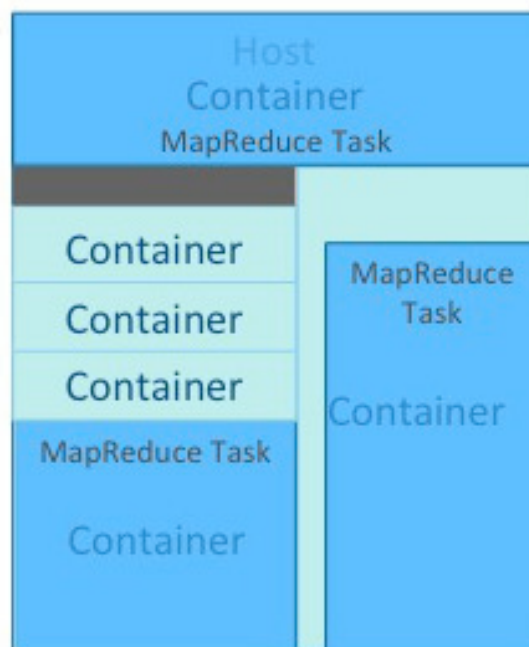 Host
Container
MapReduce Task
Container
Container
Container
MapReduce Task
Container
MapReduce
Task
Container